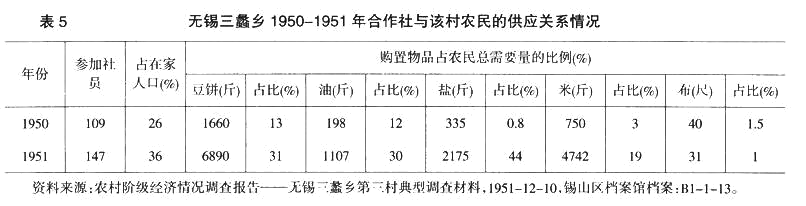 表 5 无锡三蠡乡 1950-1951 年合作社与该村农民的供应关系情况
年份 参加社员 占在家人口(%) 购置物品占农民总需要量的比例(%)
豆饼(斤) 占比(%) 油(斤) 占比(%) 盐(斤) 占比(%) 米(斤) 占比(%) 布(尺) 占比(%)
1950 109 26 1660 13 198 12 335 0.8 750 3 40 1.5
1951 147 36 6890 31 1107 30 2175 44 4742 19 31 1
资料来源:农村阶级经济情况调查报告——无锡三蠡乡第三村典型调查材料,1951-12-10,锡山区档案馆档案:B1-1-13。